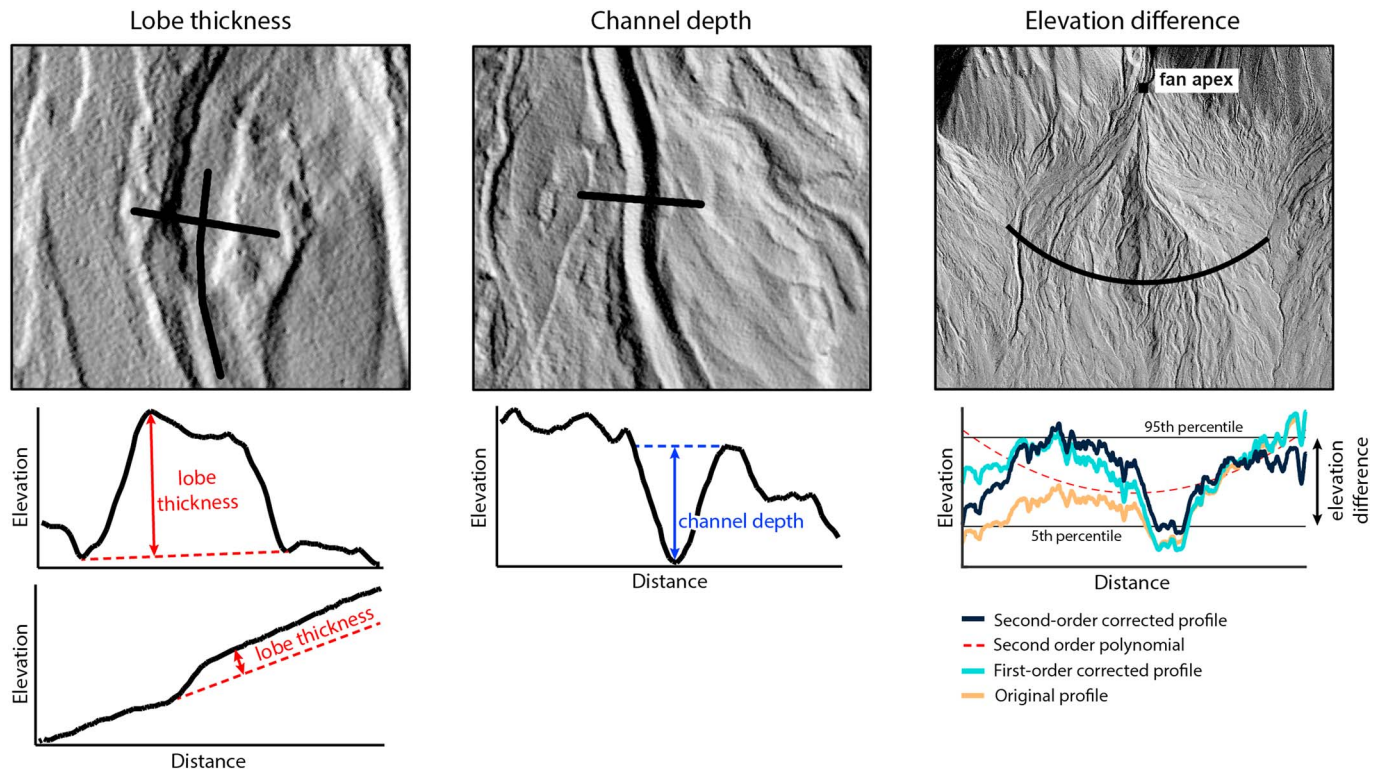 Lobe thickness
Channel depth
Elevation difference
fan apex
Elevation
lobe
thickness
Elevation
lobe thickness
Distance
Elevation
channel depth
Distance
Elevation
95th percentile
5th percentile
elevation
difference
Distance
Second-order corrected profile
Second order polynomial
First-order corrected profile
Original profile